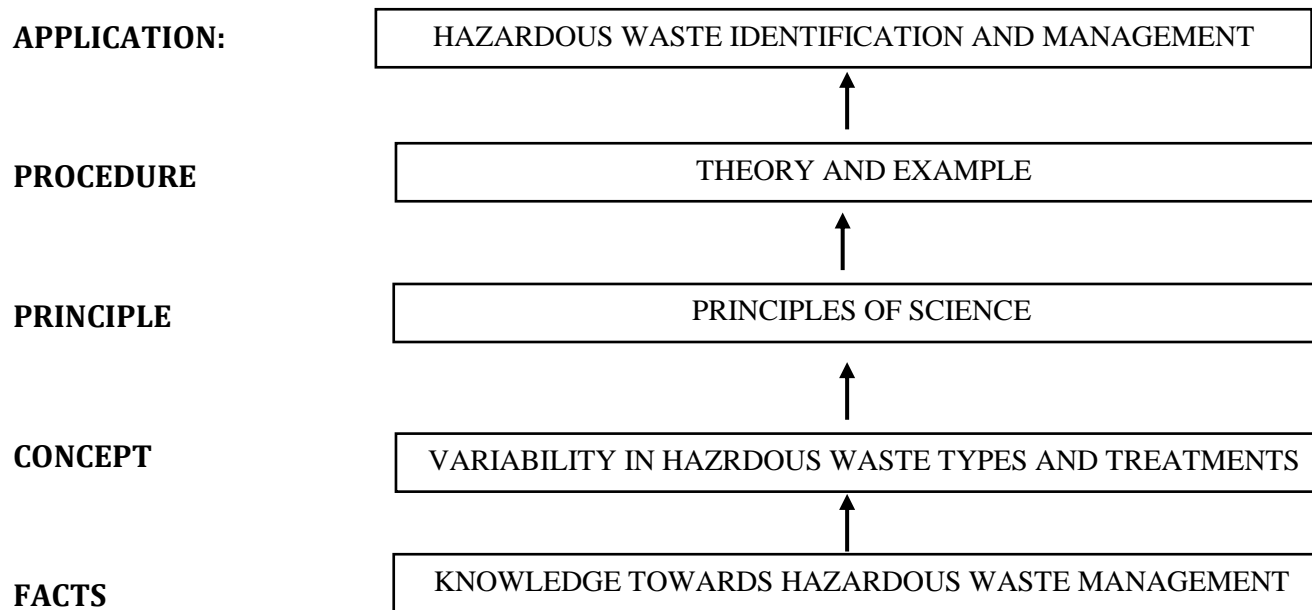 APPLICATION: HAZARDOUS WASTE IDENTIFICATION AND MANAGEMENT
PROCEDURE THEORY AND EXAMPLE
PRINCIPLE PRINCIPLES OF SCIENCE
CONCEPT VARIABILITY IN HAZRDOUS WASTE TYPES AND TREATMENTS
FACTS KNOWLEDGE TOWARDS HAZARDOUS WASTE MANAGEMENT